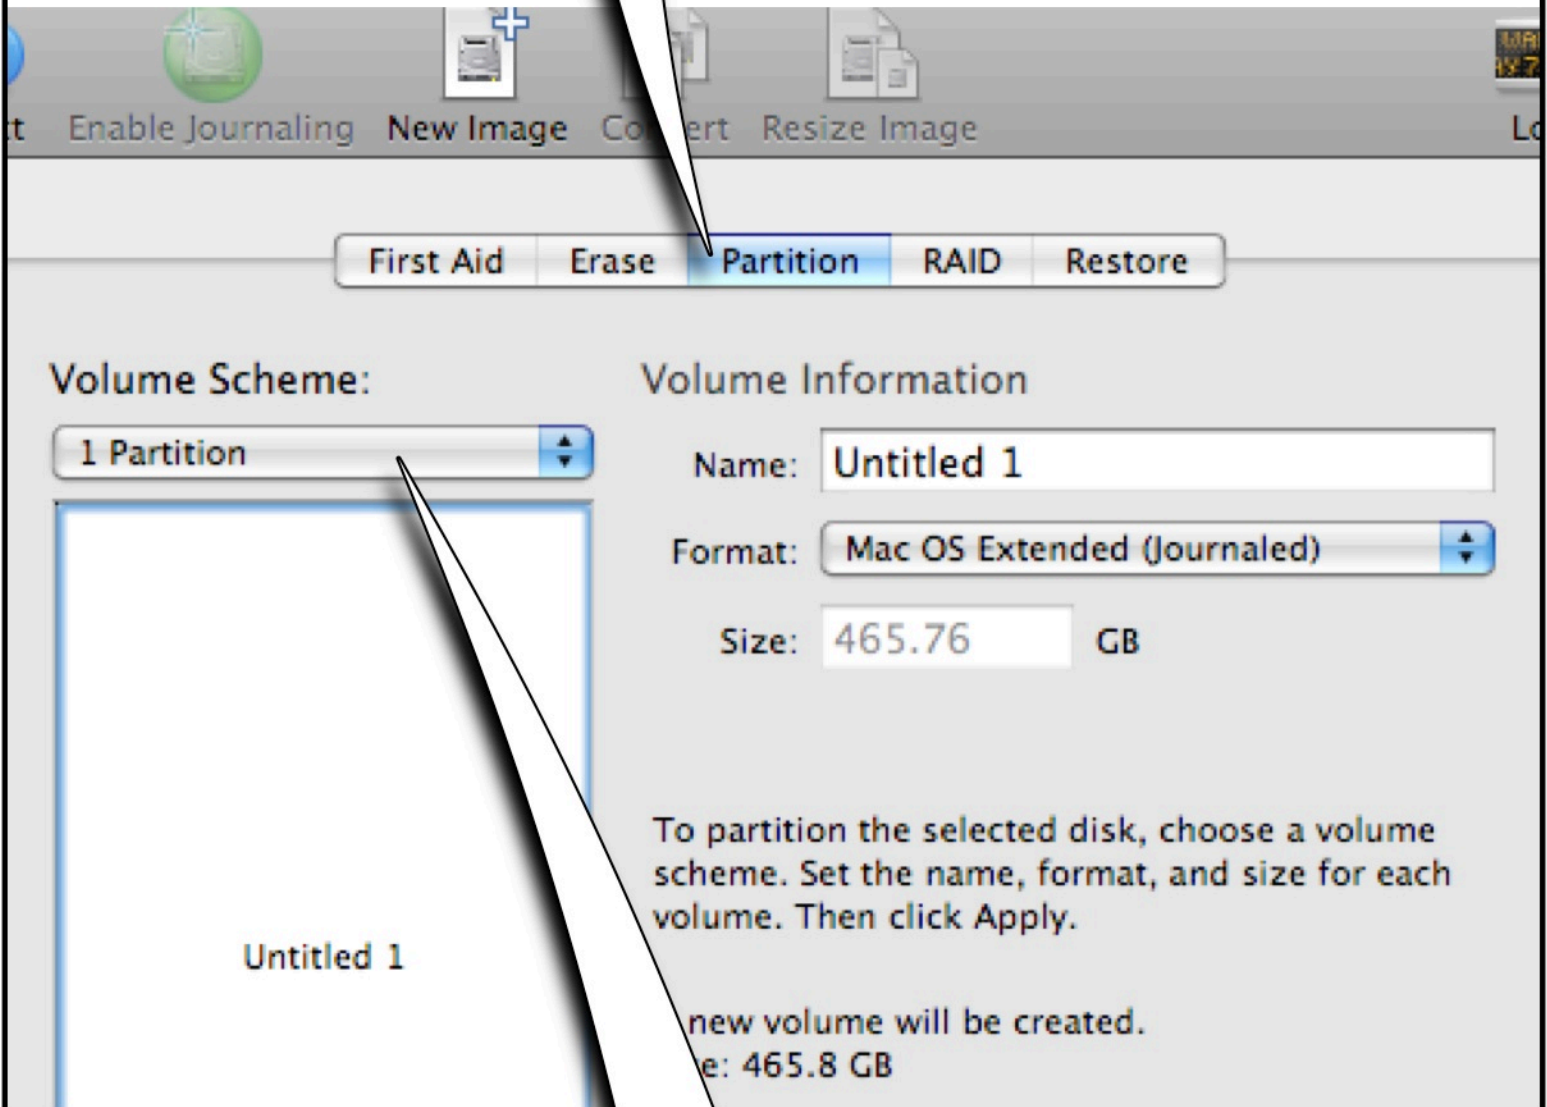 Enable Journaling New Image Resize Image
First Aid Erase Partition RAID Restore
Volume Scheme: Volume Information
1 Partition
Name: Untitled 1
Format: Mac OS Extended (Journaled)
Size: 465.76 GB
To partition the selected disk, choose a volume
scheme. Set the name, format, and size for each
volume. Then click Apply.
Untitled 1
new volume will be created.
465.8 GB